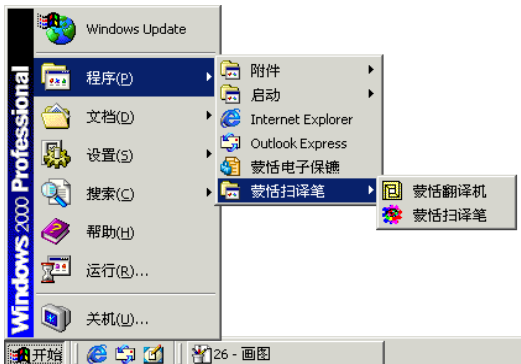 Windows 2000 Professional
Windows Update
程序(P)
文档(D)
设置(S)
搜索(C)
帮助(H)
运行(R)...
关机(U)...
附件
启动
Internet Explorer
Outlook Express
蒙恬电子保镳
蒙恬扫译笔
蒙恬翻译机
蒙恬扫译笔
开始
26 - 画图